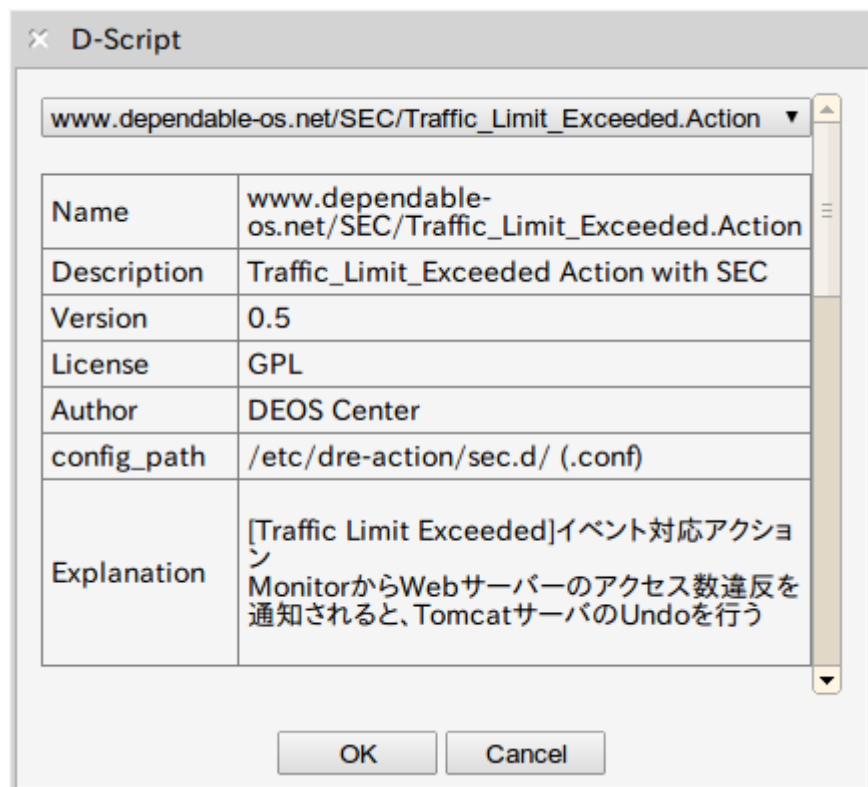 D-Script
www.dependable-os.net/SEC/Traffic_Limit_Exceeded.Action
Name
www.dependable-
os.net/SEC/Traffic_Limit_Exceeded.Action
Description
Traffic_Limit_Exceeded Action with SEC
Version
0.5
License
GPL
Author
DEOS Center
config_path
/etc/dre-action/sec.d/ (.conf)
Explanation
[Traffic Limit Exceeded]イベント対応アクショ
ン
MonitorからWebサーバーのアクセス数違反を
通知されると、TomcatサーバのUndoを行う
OK
Cancel